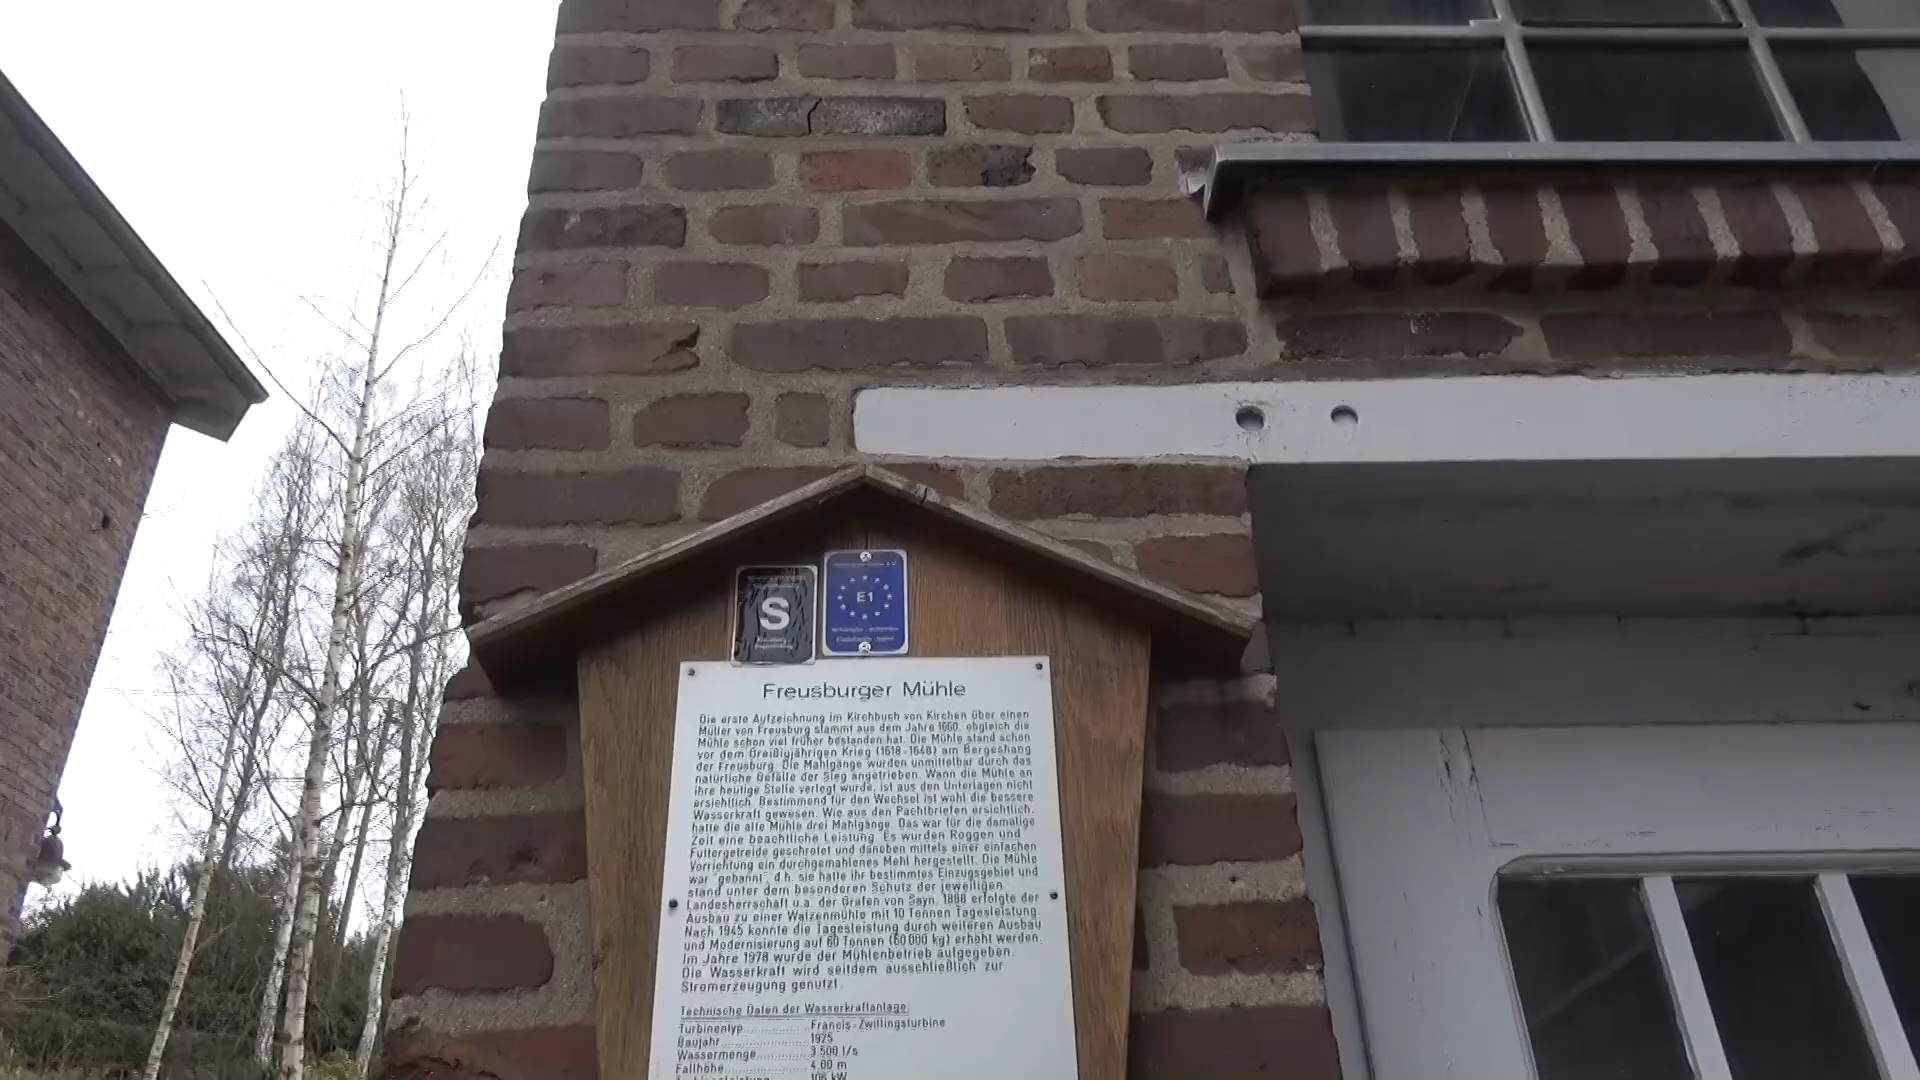 S
E1
Freusburger Mühle
Die erste Aufzeichnung im Kirchbuch von Kirchen über einen
Müller von Freusburg stammt aus dem Jahre 1660, obgleich die
Mühle schon viel früher bestanden hat. Die Mühle stand schon
vor dem Dreißigjährigen Krieg (1618-1648) am Bergeshang
der Freusburg. Die Mahlgänge wurden unmittelbar durch das
natürliche Gefälle der Sieg angetrieben. Wann die Mühle an
ihre heutige Stelle verlegt wurde, ist aus den Unterlagen nicht
ersichtlich. Bestimmend für den Wechsel ist wohl die bessere
Wasserkraft gewesen. Wie aus den Pachtbriefen ersichtlich,
hatte die alte Mühle drei Mahlgänge. Das war für die damalige
Zeit eine beachtliche Leistung. Es wurden Roggen und
Futtergetreide geschrotet und daneben mittels einer einfachen
Vorrichtung ein durchgemahlenes Mehl hergestellt. Die Mühle
war "gebannt", d.h. sie hatte ihr bestimmtes Einzugsgebiet und
stand unter dem besonderen Schutz der jeweiligen
Landesherrschaft u.a. der Grafen von Sayn. 1888 erfolgte der
Ausbau zu einer Walzenmühle mit 10 Tonnen Tagesleistung.
Nach 1945 konnte die Tagesleistung durch weiteren Ausbau
und Modernisierung auf 60 Tonnen (60000 kg) erhöht werden.
Im Jahre 1978 wurde der Mühlenbetrieb aufgegeben.
Die Wasserkraft wird seitdem ausschließlich zur
Stromerzeugung genutzt.
Technische Daten der Wasserkraftanlage
Turbinentyp............Francis-Zwillingsturbine
Baujahr................1925
Wassermenge............3.500 l/s
Fallhöhe...............4,00 m
106 kW